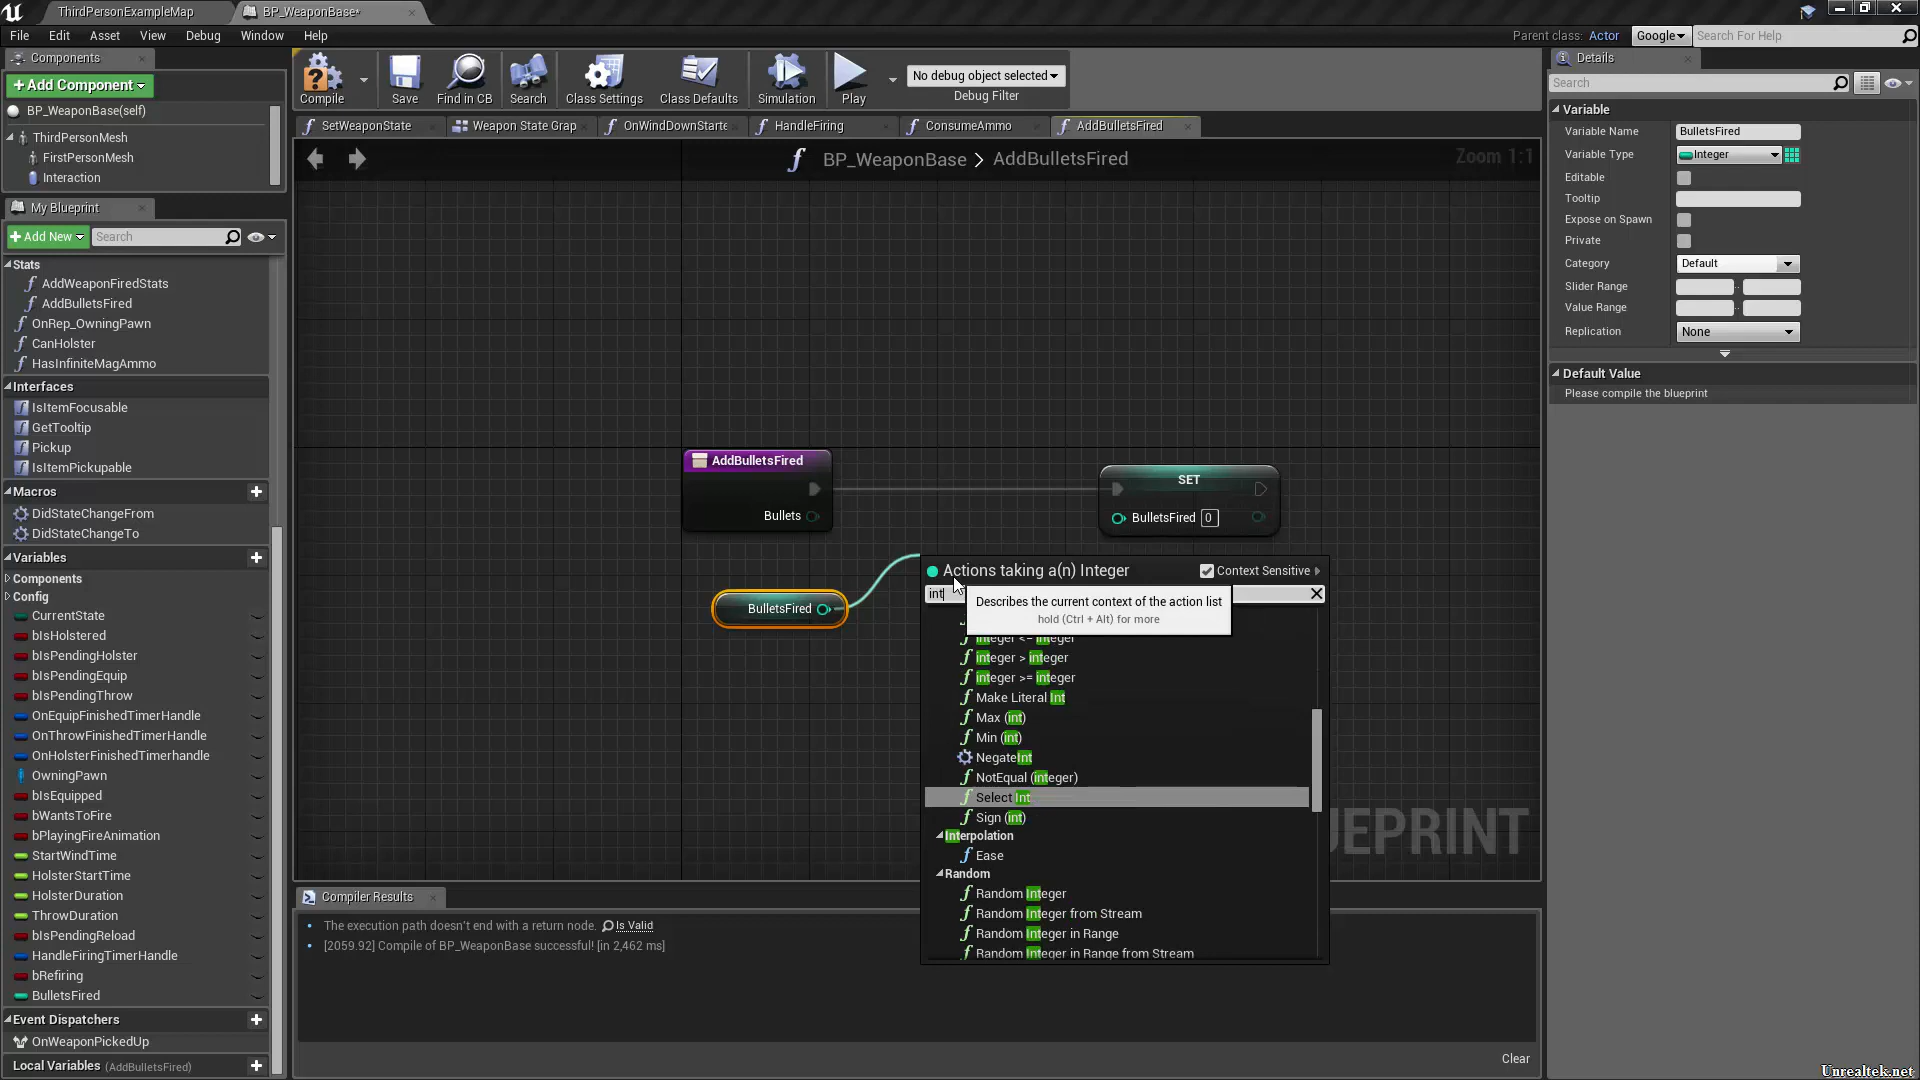 ThirdPersonExampleMap
BP_WeaponBase*
File Edit Asset View Debug Window Help
Parent class: Actor
Google
Search For Help
Components
+Add Component
BP_WeaponBase(self)
ThirdPersonMesh
FirstPersonMesh
Interaction
Compile
Save
Find in CB
Search
Class Settings
Class Defaults
Simulation
Play
No debug object selected
Debug Filter
SetWeaponState
Weapon State Grap
OnWindDownStarte
HandleFiring
ConsumeAmmo
AddBulletsFired
BP_WeaponBase > AddBulletsFired
Zoom 1:1
My Blueprint
+Add New
Search
Stats
AddWeaponFiredStats
AddBulletsFired
OnRep_OwningPawn
CanHolster
HasInfiniteMagAmmo
Interfaces
IsItemFocusable
GetTooltip
Pickup
IsItemPickupable
Macros
DidStateChangeFrom
DidStateChangeTo
Variables
Components
Config
CurrentState
bIsHolstered
bIsPendingHolster
bIsPendingEquip
bIsPendingThrow
OnEquipFinishedTimerHandle
OnThrowFinishedTimerHandle
OnHolsterFinishedTimerhandle
OwningPawn
bIsEquipped
bWantsToFire
bPlayingFireAnimation
StartWindTime
HolsterStartTime
HolsterDuration
ThrowDuration
bIsPendingReload
HandleFiringTimerHandle
bRefiring
BulletsFired
Event Dispatchers
OnWeaponPickedUp
Local Variables (AddBulletsFired)
AddBulletsFired
Bullets
SET
BulletsFired 0
BulletsFired
Actions taking a(n) Integer
Context Sensitive
int
Describes the current context of the action list
hold (Ctrl + Alt) for more
integer <= integer
integer > integer
integer >= integer
Make Literal Int
Max (int)
Min (int)
NegateInt
NotEqual (integer)
Select Int
Sign (int)
Interpolation
Ease
Random
Random Integer
Random Integer from Stream
Random Integer in Range
Random Integer in Range from Stream
Compiler Results
The execution path doesn't end with a return node. Is Valid
[2059.92] Compile of BP_WeaponBase successful! [in 2,462 ms]
Clear
Details
Search
Variable
Variable Name BulletsFired
Variable Type Integer
Editable
Tooltip
Expose on Spawn
Private
Category Default
Slider Range
Value Range
Replication None
Default Value
Please compile the blueprint
Unrealtek.net